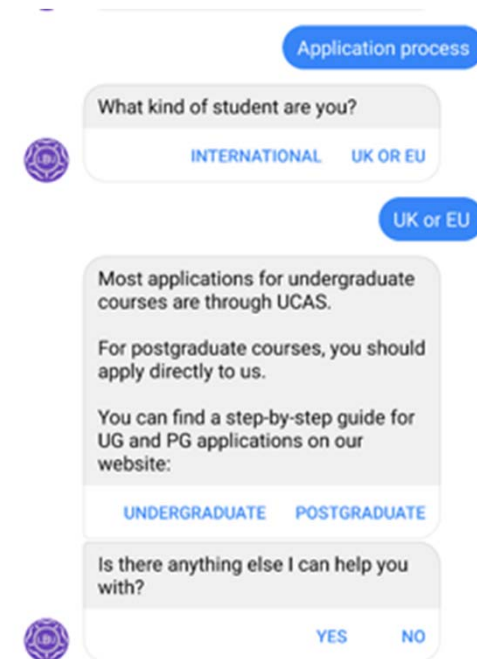 Application process
What kind of student are you?
INTERNATIONAL UK OR EU
UK or EU
Most applications for undergraduate
courses are through UCAS.
For postgraduate courses, you should
apply directly to us.
You can find a step-by-step guide for
UG and PG applications on our
website:
UNDERGRADUATE POSTGRADUATE
Is there anything else I can help you
with?
YES NO